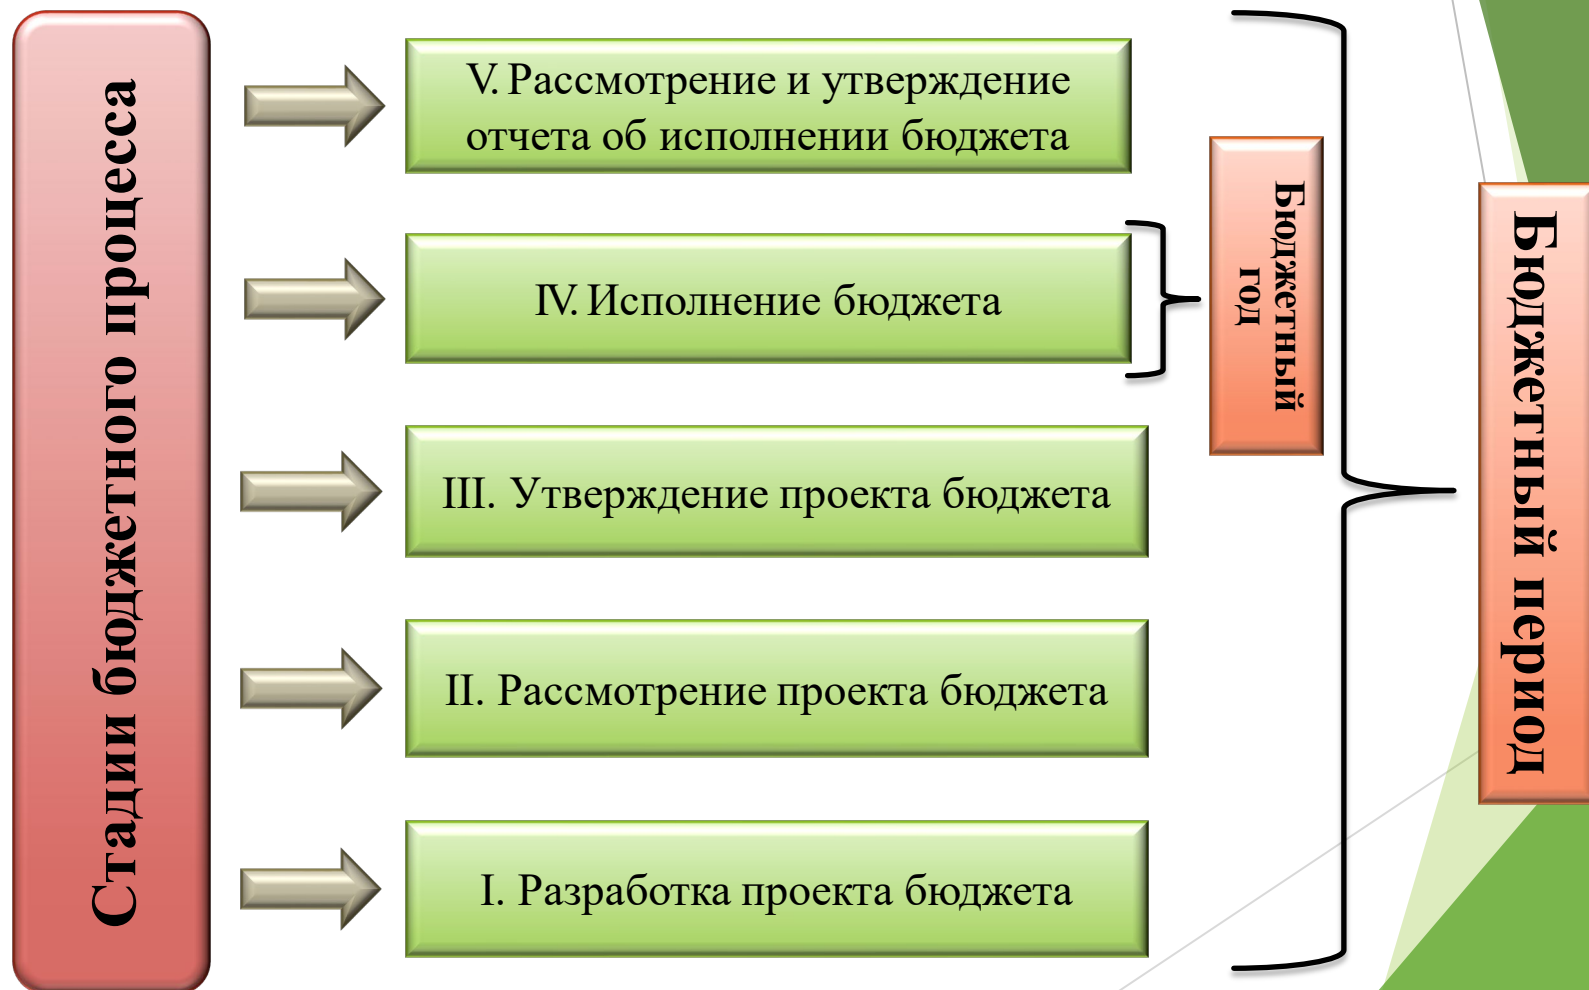 Стадии бюджетного процесса
V. Рассмотрение и утверждение
отчета об исполнении бюджета
IV. Исполнение бюджета
III. Утверждение проекта бюджета
II. Рассмотрение проекта бюджета
I. Разработка проекта бюджета
Бюджетный
год
Бюджетный период